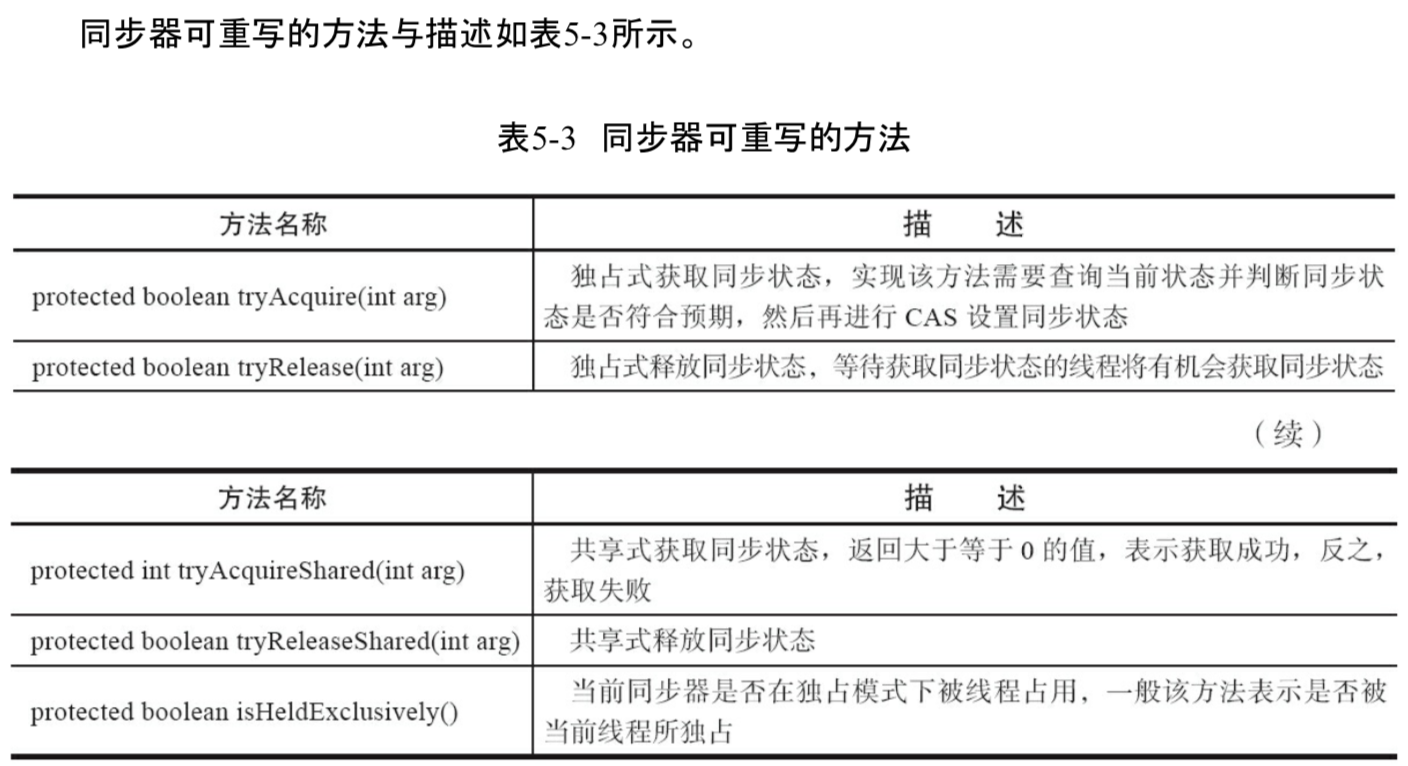 同步器可重写的方法与描述如表5-3所示。
表5-3 同步器可重写的方法
方法名称 描 述
protected boolean tryAcquire(int arg) 独占式获取同步状态，实现该方法需要查询当前状态并判断同步状
态是否符合预期，然后再进行 CAS 设置同步状态
protected boolean tryRelease(int arg) 独占式释放同步状态，等待获取同步状态的线程将有机会获取同步状态
（续）
方法名称 描 述
protected int tryAcquireShared(int arg) 共享式获取同步状态，返回大于等于 0 的值，表示获取成功，反之，
获取失败
protected boolean tryReleaseShared(int arg) 共享式释放同步状态
protected boolean isHeldExclusively() 当前同步器是否在独占模式下被线程占用，一般该方法表示是否被
当前线程所独占